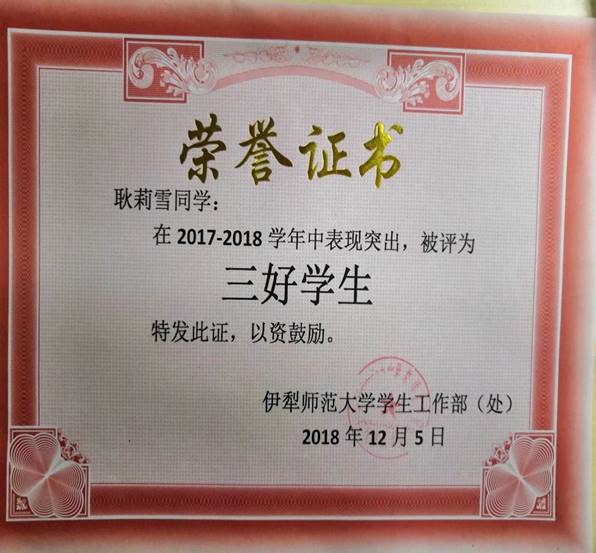 荣誉证书
耿莉雪同学：
在 2017-2018 学年中表现突出，被评为
三好学生
特发此证，以资鼓励。
伊犁师范大学学生工作部（处）
2018 年 12 月 5 日